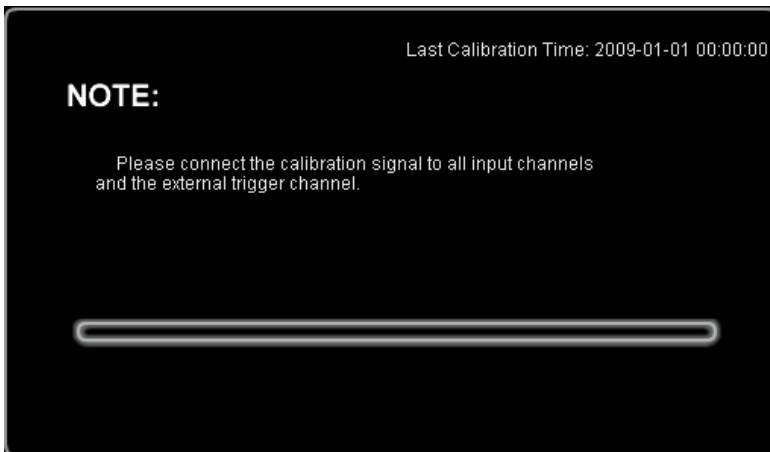 Last Calibration Time: 2009-01-01 00:00:00
NOTE:
Please connect the calibration signal to all input channels
and the external trigger channel.